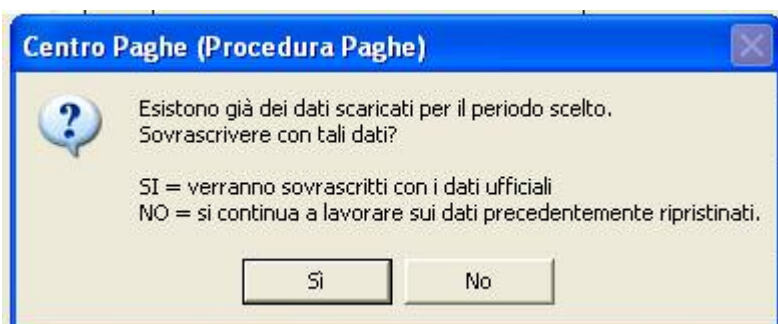 Centro Paghe (Procedura Paghe)
Esistono già dei dati scaricati per il periodo scelto.
Sovrascrivere con tali dati?
SI = verranno sovrascritti con i dati ufficiali
NO = si continua a lavorare sui dati precedentemente ripristinati.
Sì
No